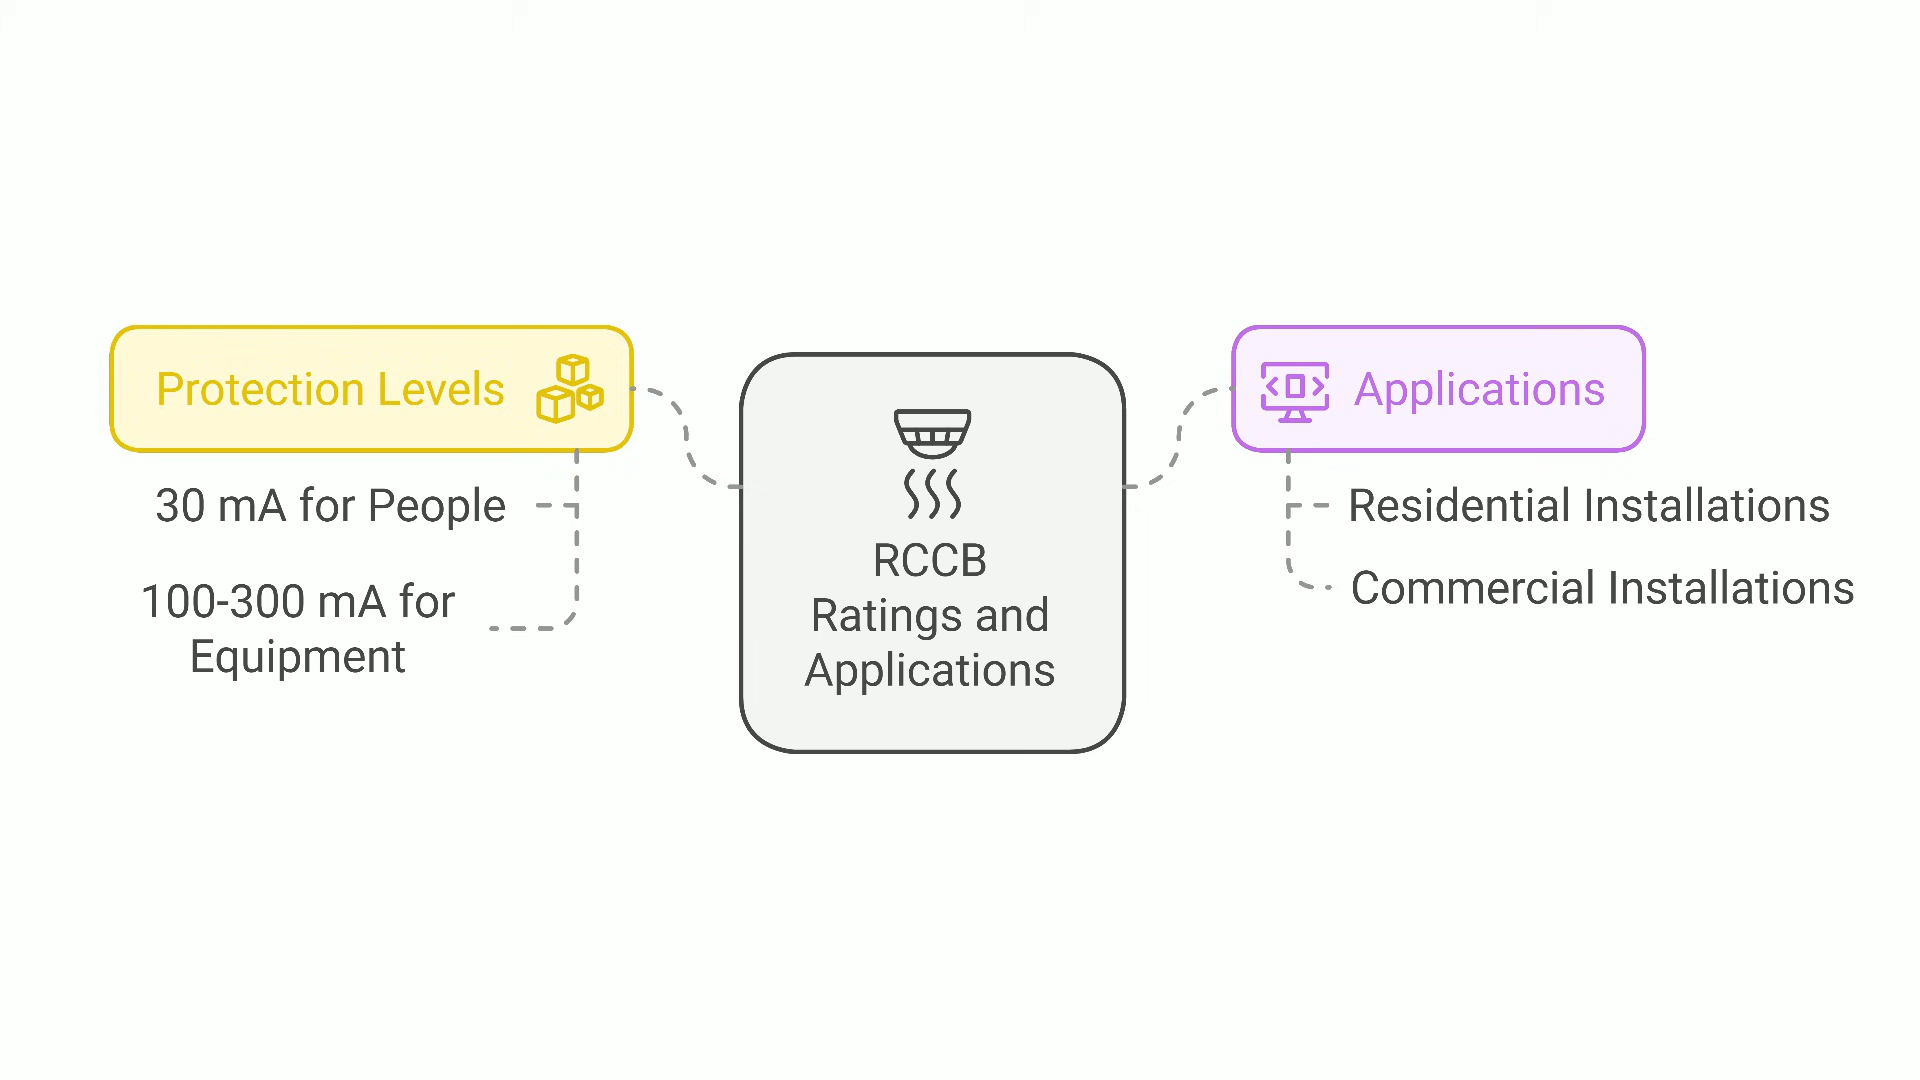 Protection Levels
30 mA for People
100-300 mA for
Equipment
RCCB
Ratings and
Applications
Applications
Residential Installations
Commercial Installations